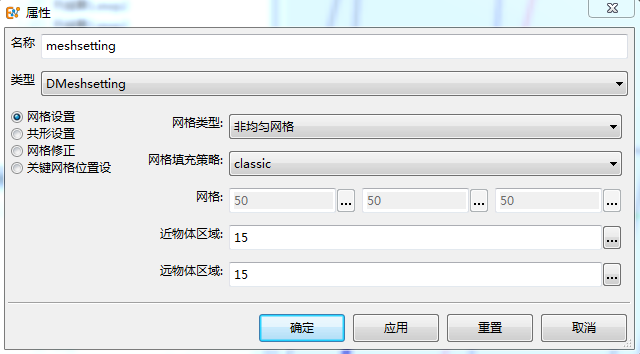 属性
名称 meshsetting
类型 DMeshsetting
网格设置
共形设置
网格修正
关键网格位置设
网格类型: 非均匀网格
网格填充策略: classic
网格: 50 ... 50 ... 50 ...
近物体区域: 15 ...
远物体区域: 15 ...
确定 应用 重置 取消